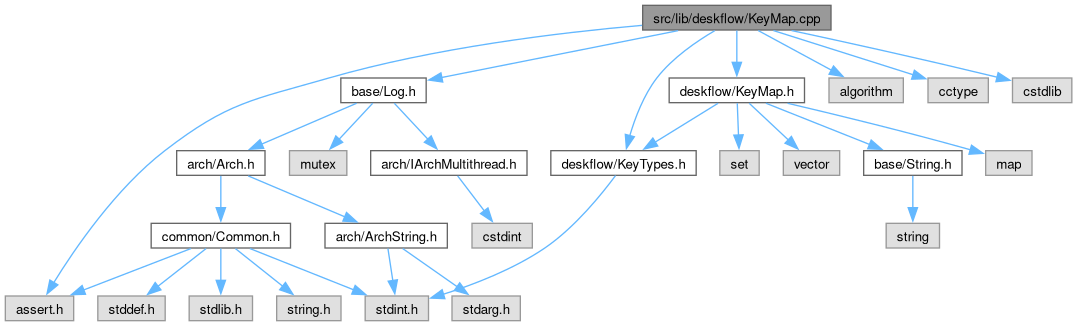 src/lib/deskflow/KeyMap.cpp
base/Log.h
deskflow/KeyMap.h
algorithm
cctype
cstdlib
arch/Arch.h
mutex
arch/IArchMultithread.h
deskflow/KeyTypes.h
set
vector
base/String.h
map
common/Common.h
arch/ArchString.h
cstdint
string
assert.h
stddef.h
stdlib.h
string.h
stdint.h
stdarg.h